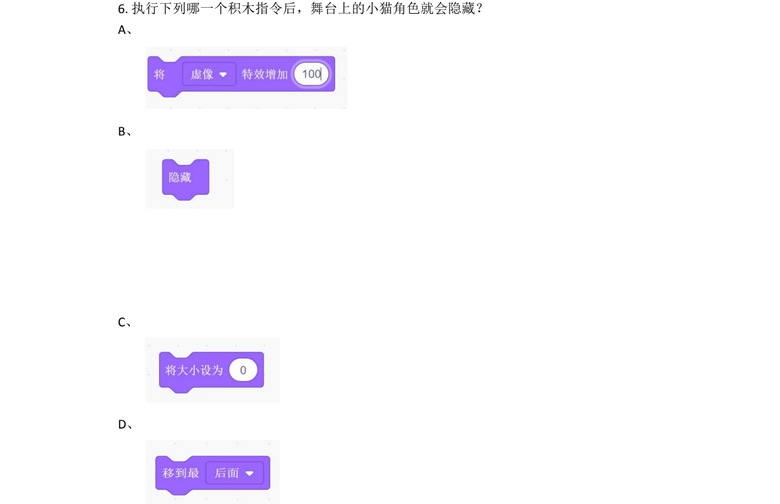 6. 执行下列哪一个积木指令后，舞台上的小猫角色就会隐藏？
A、
将 虚像 特效增加 100
B、
隐藏
C、
将大小设为 0
D、
移到最 后面